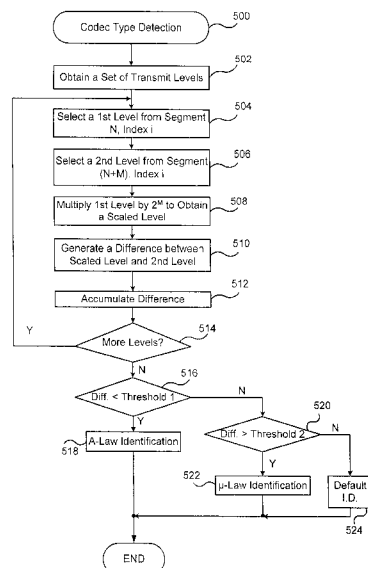 Codec Type Detection
500
Obtain a Set of Transmit Levels
502
Select a 1st Level from Segment
N, Index i
504
Select a 2nd Level from Segment
(N+M), Index i
506
Multiply 1st Level by 2^M to Obtain
a Scaled Level
508
Generate a Difference between
Scaled Level and 2nd Level
510
Accumulate Difference
512
Y
More Levels?
514
N
Diff. < Threshold 1
516
N
Y
Diff. > Threshold 2
520
N
A-Law Identification
518
Y
µ-Law Identification
522
Default
I.D.
524
END